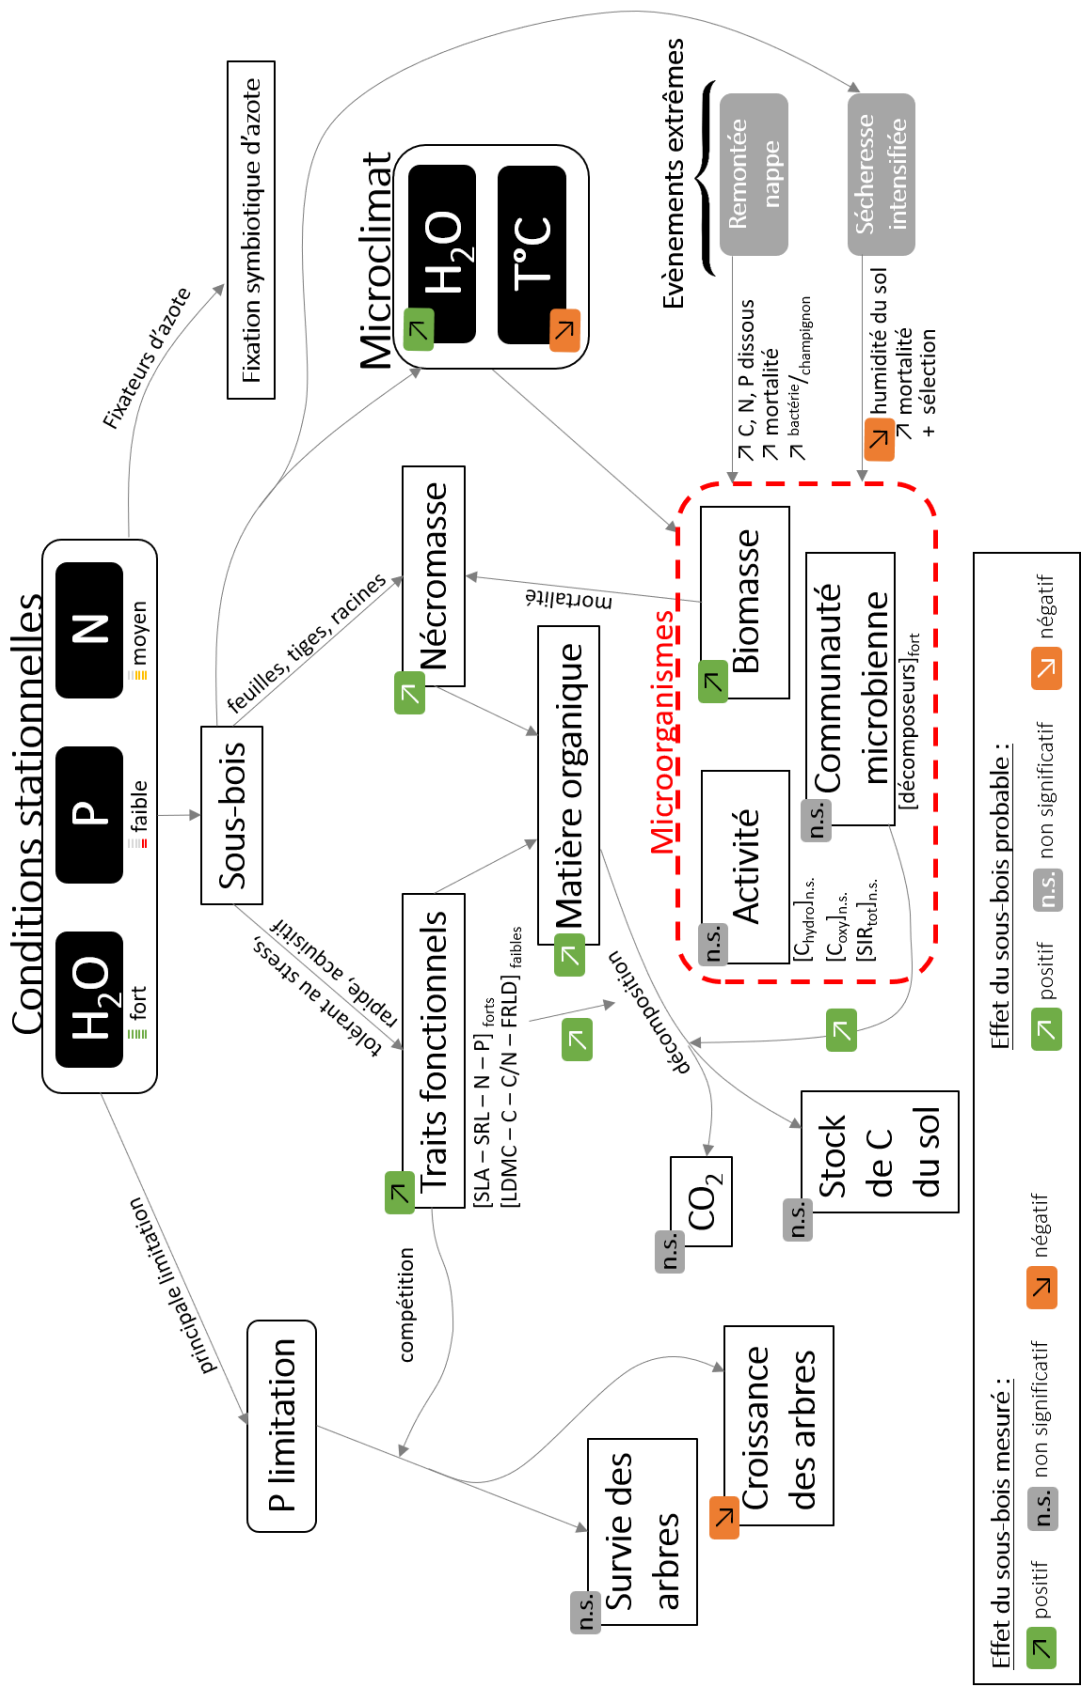 Conditions stationnelles
H₂O
P
N
fort
faible
moyen
principale limitation
Fixateurs d'azote
Fixation symbiotique d'azote
P limitation
Sous-bois
tolérant au stress,
rapide, acquisitif
feuilles, tiges, racines
Microclimat
H₂O
T°C
compétition
Traits fonctionnels
[SLA – SRL – N – P] forts
[LDMC – C – C/N – FRLD] faibles
Nécromasse
mortalité
Matière organique
décomposition
Survie des
arbres
n.s.
Croissance
des arbres
CO₂
n.s.
Stock
de C
du sol
n.s.
Microorganismes
Activité
n.s.
[Chydro]n.s.
[Coxy]n.s.
[SIRtot]n.s.
Biomasse
Communauté
microbienne
n.s.
[décomposeurs]fort
Evènements extrêmes
Remontée
nappe
↗ C, N, P dissous
↗ mortalité
↗ bactérie/champignon
Sécheresse
intensifiée
humidité du sol
↗ mortalité
+ sélection
Effet du sous-bois mesuré :
positif
n.s. non significatif
négatif
Effet du sous-bois probable :
positif
n.s. non significatif
négatif